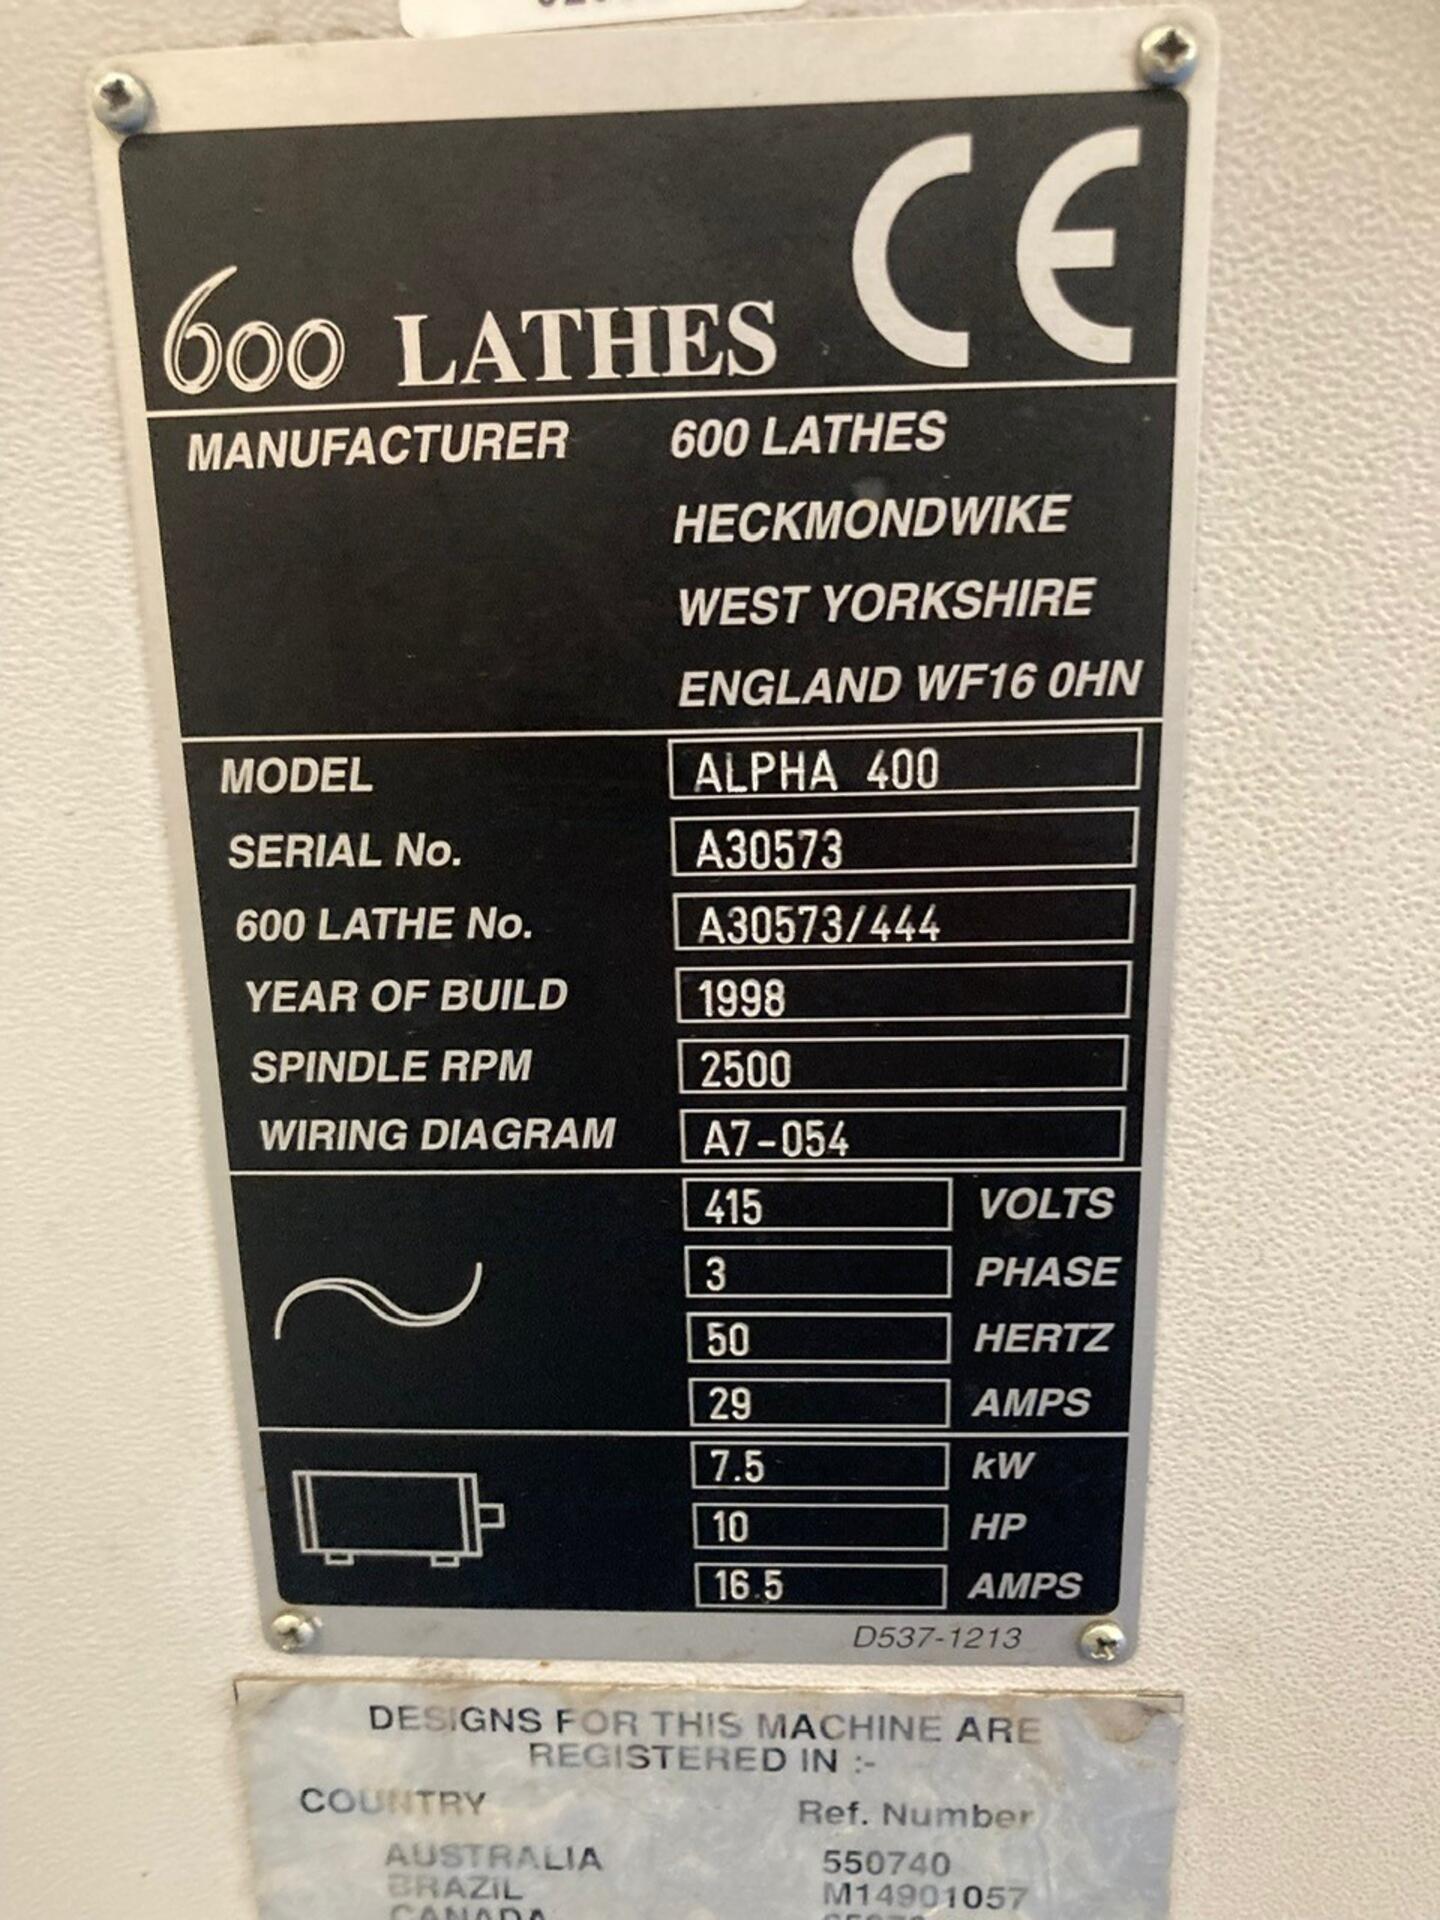 CE
600 LATHES
MANUFACTURER 600 LATHES
HECKMONDWIKE
WEST YORKSHIRE
ENGLAND WF16 0HN
MODEL ALPHA 400
SERIAL No. A30573
600 LATHE No. A30573/444
YEAR OF BUILD 1998
SPINDLE RPM 2500
WIRING DIAGRAM A7-054
415 VOLTS
3 PHASE
50 HERTZ
29 AMPS
7.5 kW
10 HP
16.5 AMPS
D537-1213
DESIGNS FOR THIS MACHINE ARE
REGISTERED IN :-
COUNTRY Ref. Number
AUSTRALIA 550740
BRAZIL M14901057
CANADA